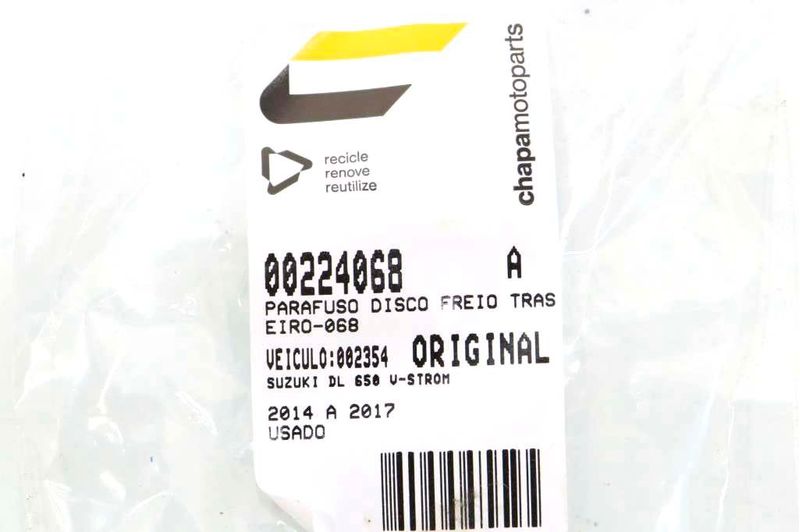 chapamotoparts
recicle
renove
reutilize
00224068 A
PARAFUSO DISCO FREIO TRAS
EIRO-068
VEICULO:002354 ORIGINAL
SUZUKI DL 650 V-STROM
2014 A 2017
USADO